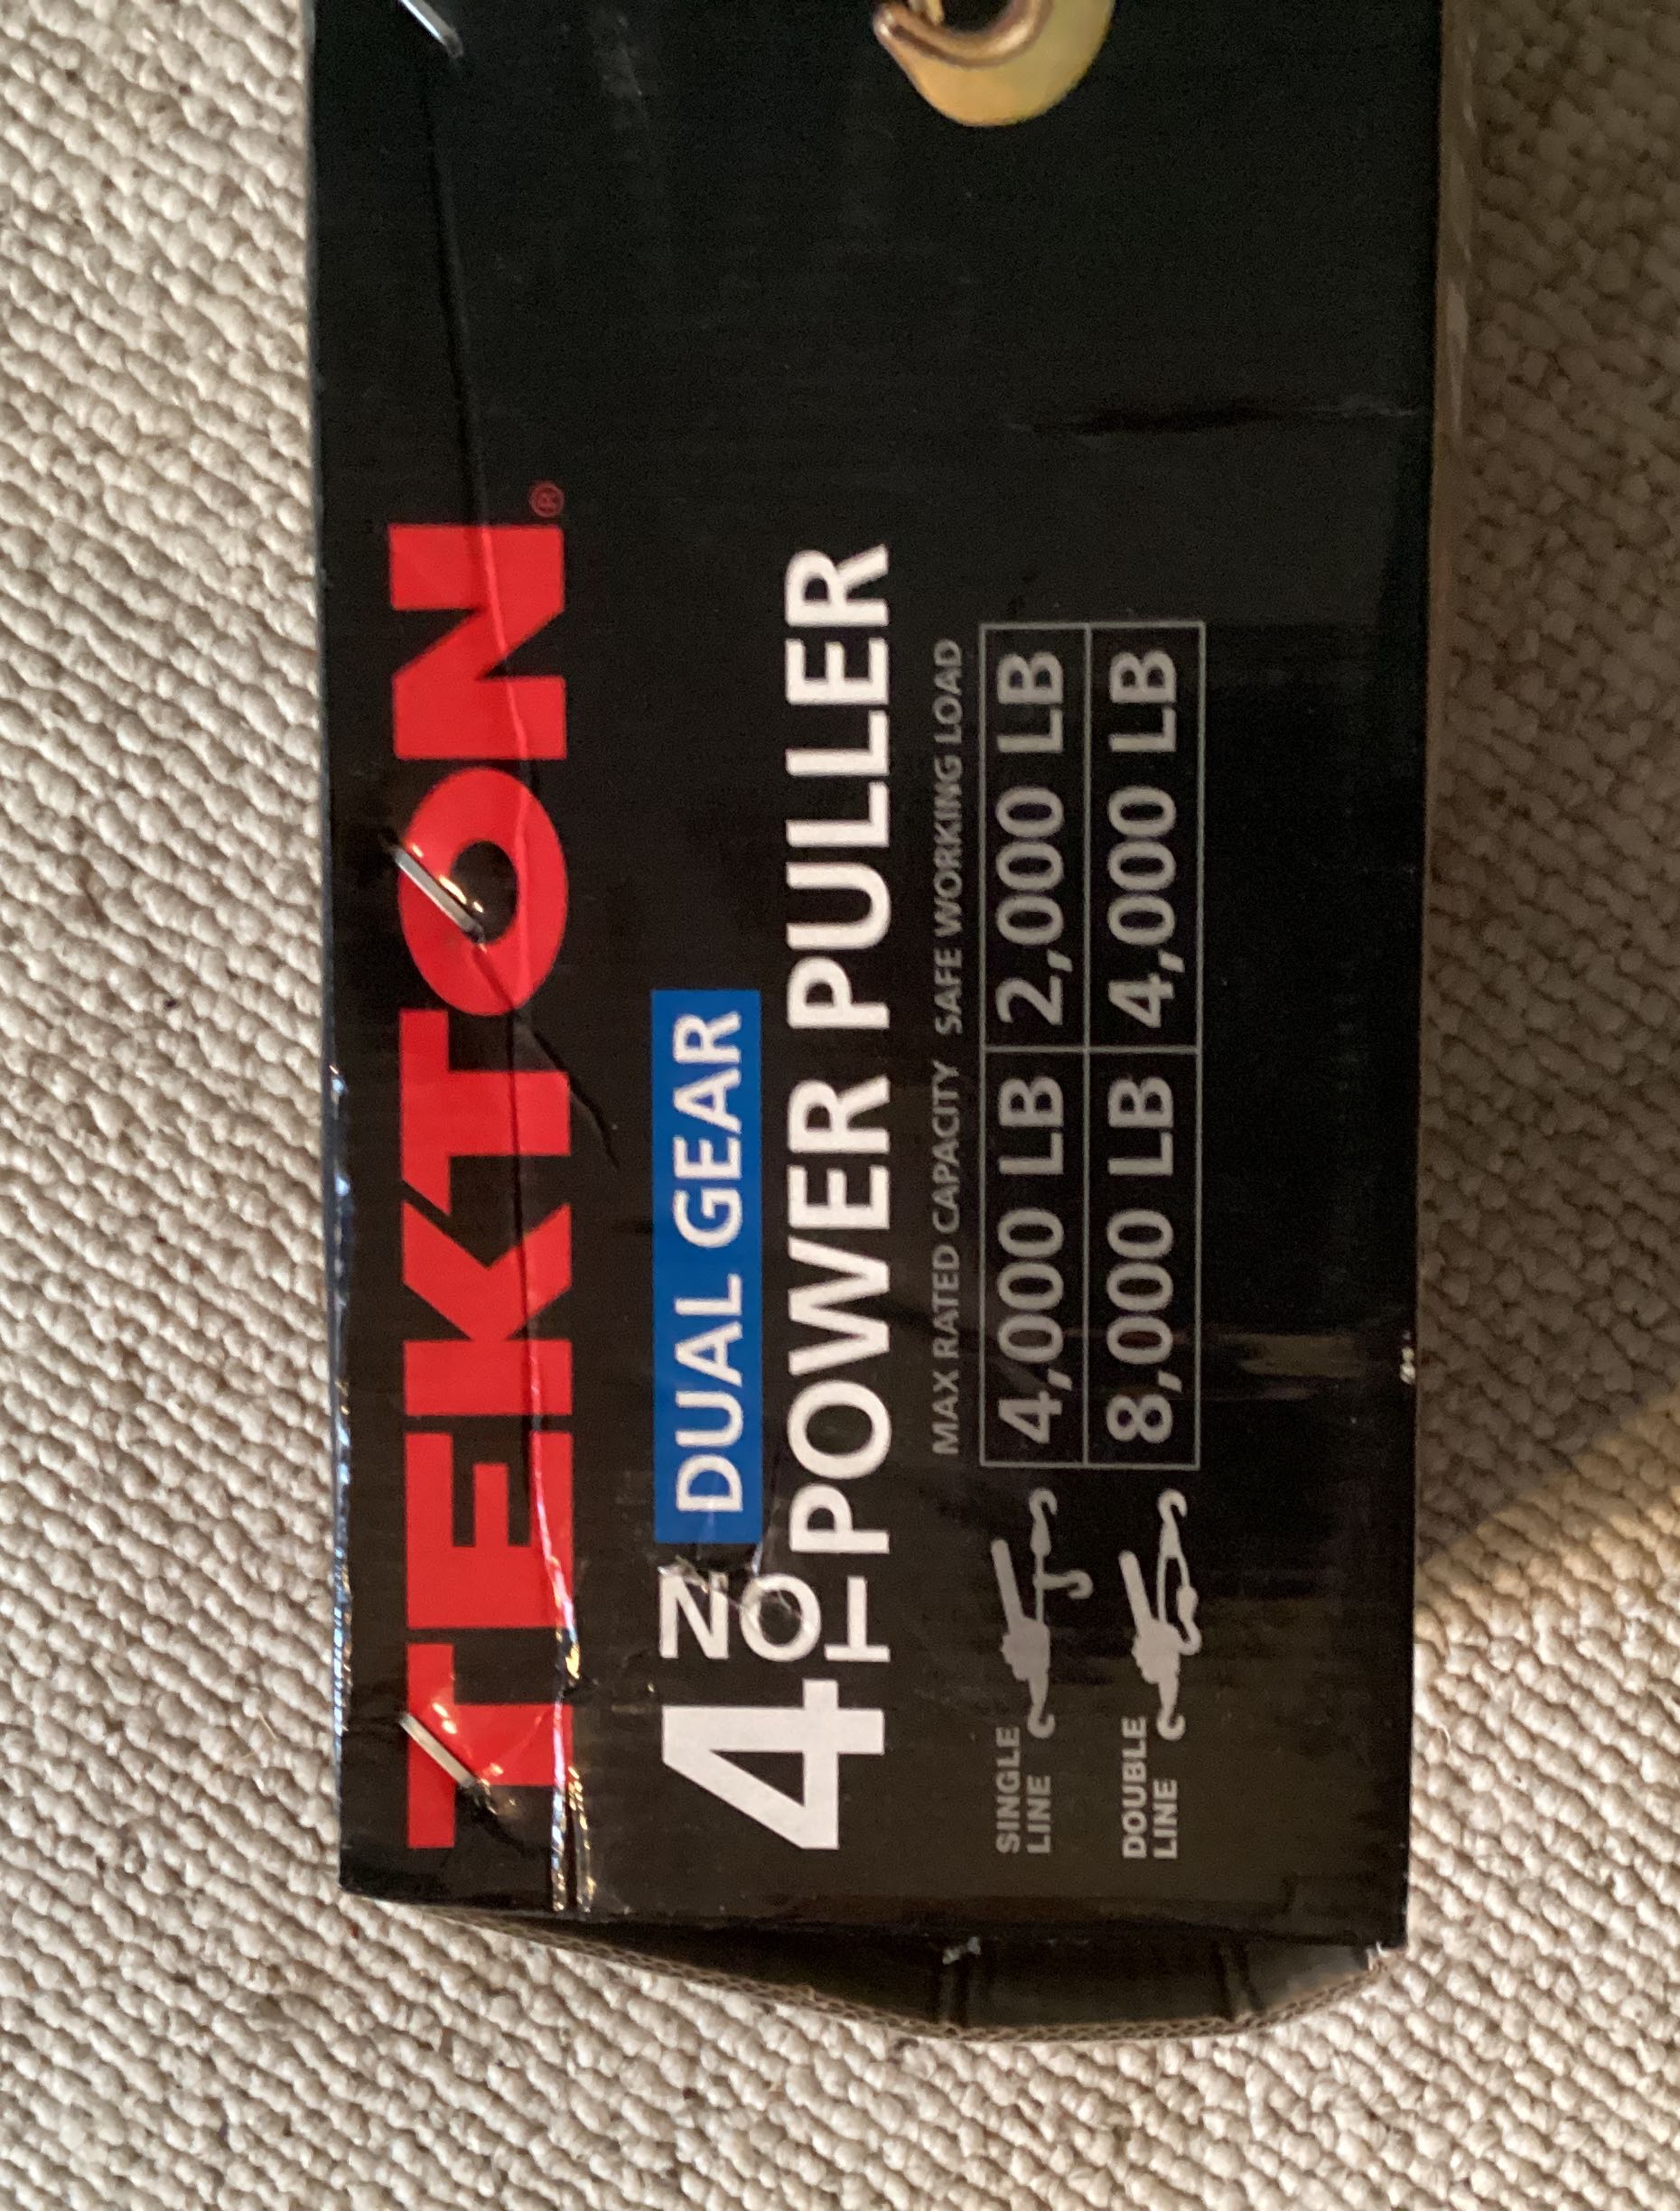 TEKTON®
4 TON DUAL GEAR
POWER PULLER
MAX RATED CAPACITY SAFE WORKING LOAD
SINGLE LINE 4,000 LB 2,000 LB
DOUBLE LINE 8,000 LB 4,000 LB